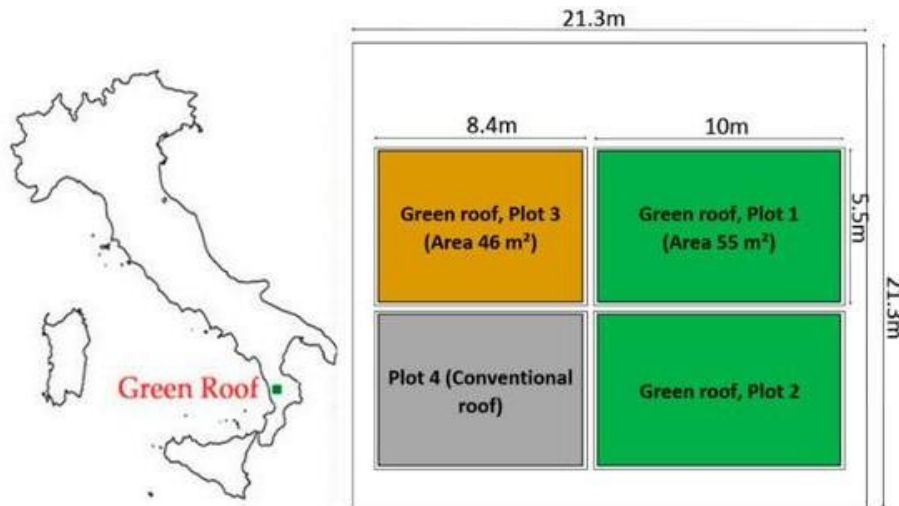 21.3m
8.4m
10m
Green roof, Plot 3
(Area 46 m²)
Green roof, Plot 1
(Area 55 m²)
5.5m
21.3m
Green Roof
Plot 4 (Conventional
roof)
Green roof, Plot 2